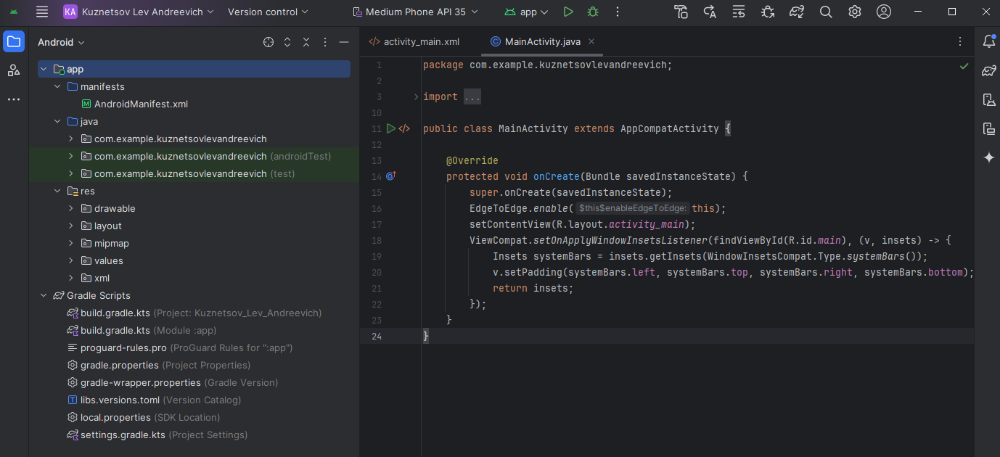 KA Kuznetsov Lev Andreevich Version control Medium Phone API 35 app
Android
app
manifests
AndroidManifest.xml
java
com.example.kuznetsovlevandreevich
com.example.kuznetsovlevandreevich (androidTest)
com.example.kuznetsovlevandreevich (test)
res
drawable
layout
mipmap
values
xml
Gradle Scripts
build.gradle.kts (Project: Kuznetsov_Lev_Andreevich)
build.gradle.kts (Module :app)
proguard-rules.pro (ProGuard Rules for ":app")
gradle.properties (Project Properties)
gradle-wrapper.properties (Gradle Version)
libs.versions.toml (Version Catalog)
local.properties (SDK Location)
settings.gradle.kts (Project Settings)
activity_main.xml MainActivity.java
1 package com.example.kuznetsovlevandreevich;
2
3 import ...
10
11 public class MainActivity extends AppCompatActivity {
12
13 @Override
14 protected void onCreate(Bundle savedInstanceState) {
15 super.onCreate(savedInstanceState);
16 EdgeToEdge.enable( $this$enableEdgeToEdge: this);
17 setContentView(R.layout.activity_main);
18 ViewCompat.setOnApplyWindowInsetsListener(findViewById(R.id.main), (v, insets) -> {
19 Insets systemBars = insets.getInsets(WindowInsetsCompat.Type.systemBars());
20 v.setPadding(systemBars.left, systemBars.top, systemBars.right, systemBars.bottom);
21 return insets;
22 });
23 }
24 }